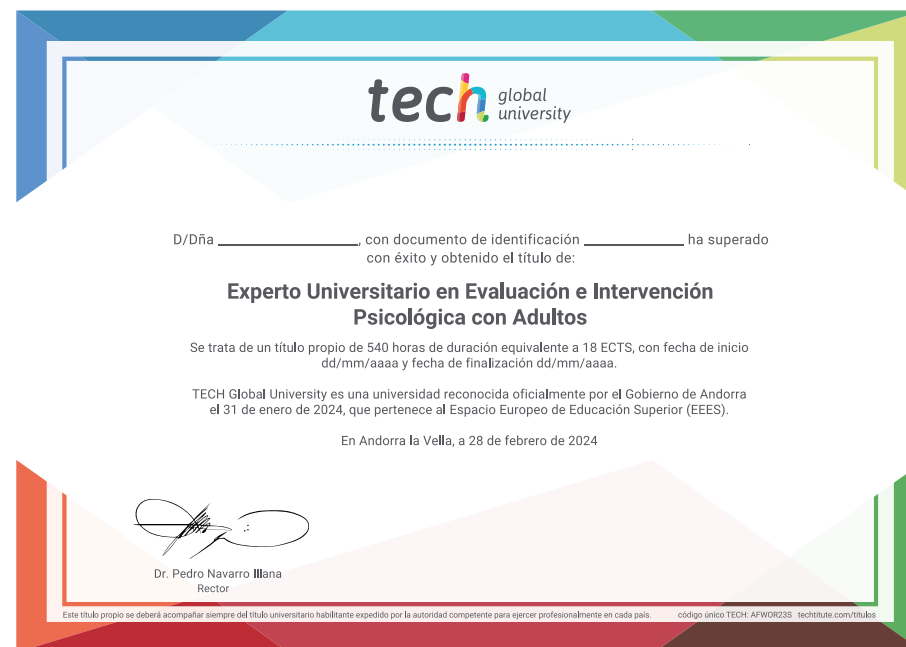 tech global university
D/Dña ____________________, con documento de identificación ______________ ha superado
con éxito y obtenido el título de:
Experto Universitario en Evaluación e Intervención
Psicológica con Adultos
Se trata de un título propio de 540 horas de duración equivalente a 18 ECTS, con fecha de inicio
dd/mm/aaaa y fecha de finalización dd/mm/aaaa.
TECH Global University es una universidad reconocida oficialmente por el Gobierno de Andorra
el 31 de enero de 2024, que pertenece al Espacio Europeo de Educación Superior (EEES).
En Andorra la Vella, a 28 de febrero de 2024
Dr. Pedro Navarro Illana
Rector
Este título propio se deberá acompañar siempre del título universitario habilitante expedido por la autoridad competente para ejercer profesionalmente en cada país. código único TECH: AFWOR23S techtitute.com/titulos